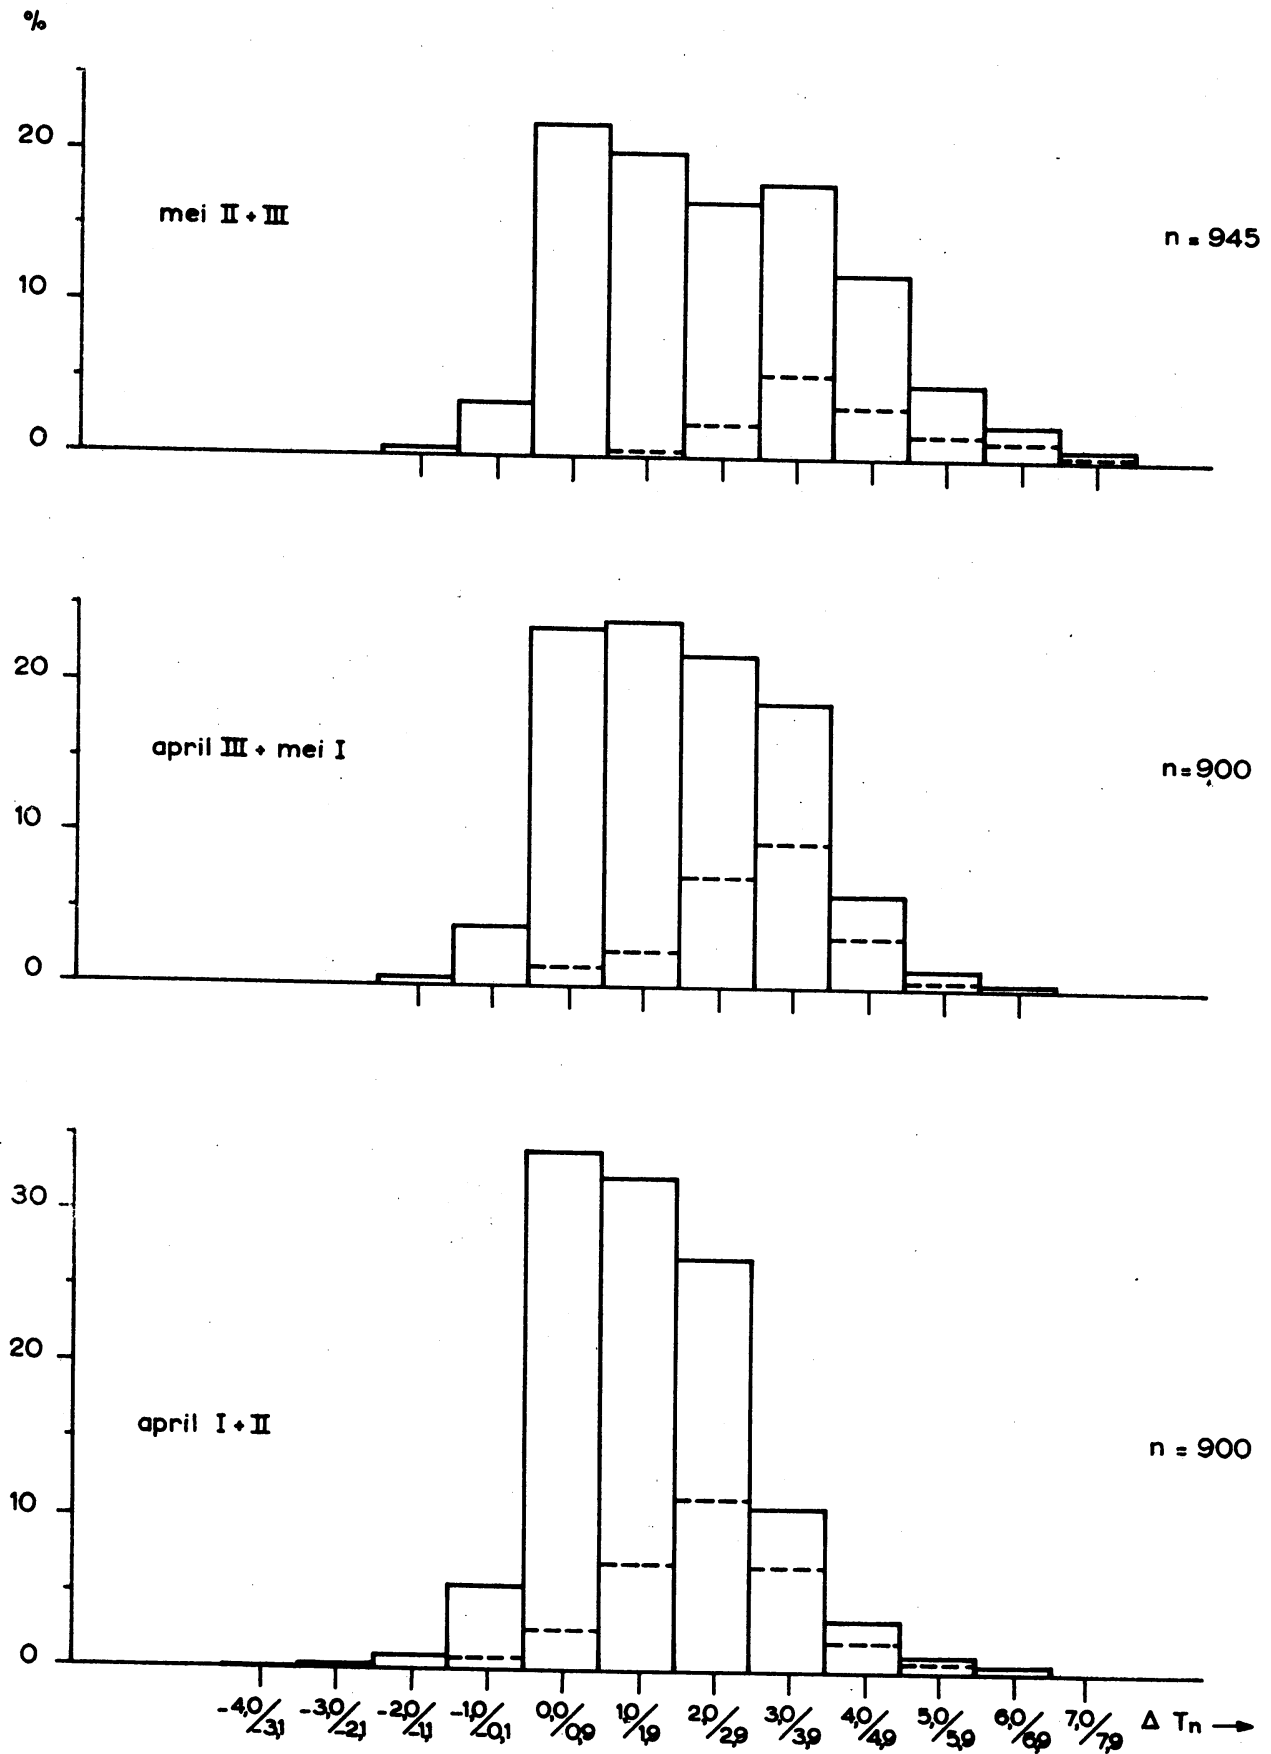 %
20
mei II + III
n = 945
10
0
20
april III + mei I
n=900
10
0
30
20
april I + II
n = 900
10
0
-4,0/-3,1 -3,0/-2,1 -2,0/-1,1 -1,0/-0,1 0,0/0,9 1,0/1,9 2,0/2,9 3,0/3,9 4,0/4,9 5,0/5,9 6,0/6,9 7,0/7,9 Δ Tn →